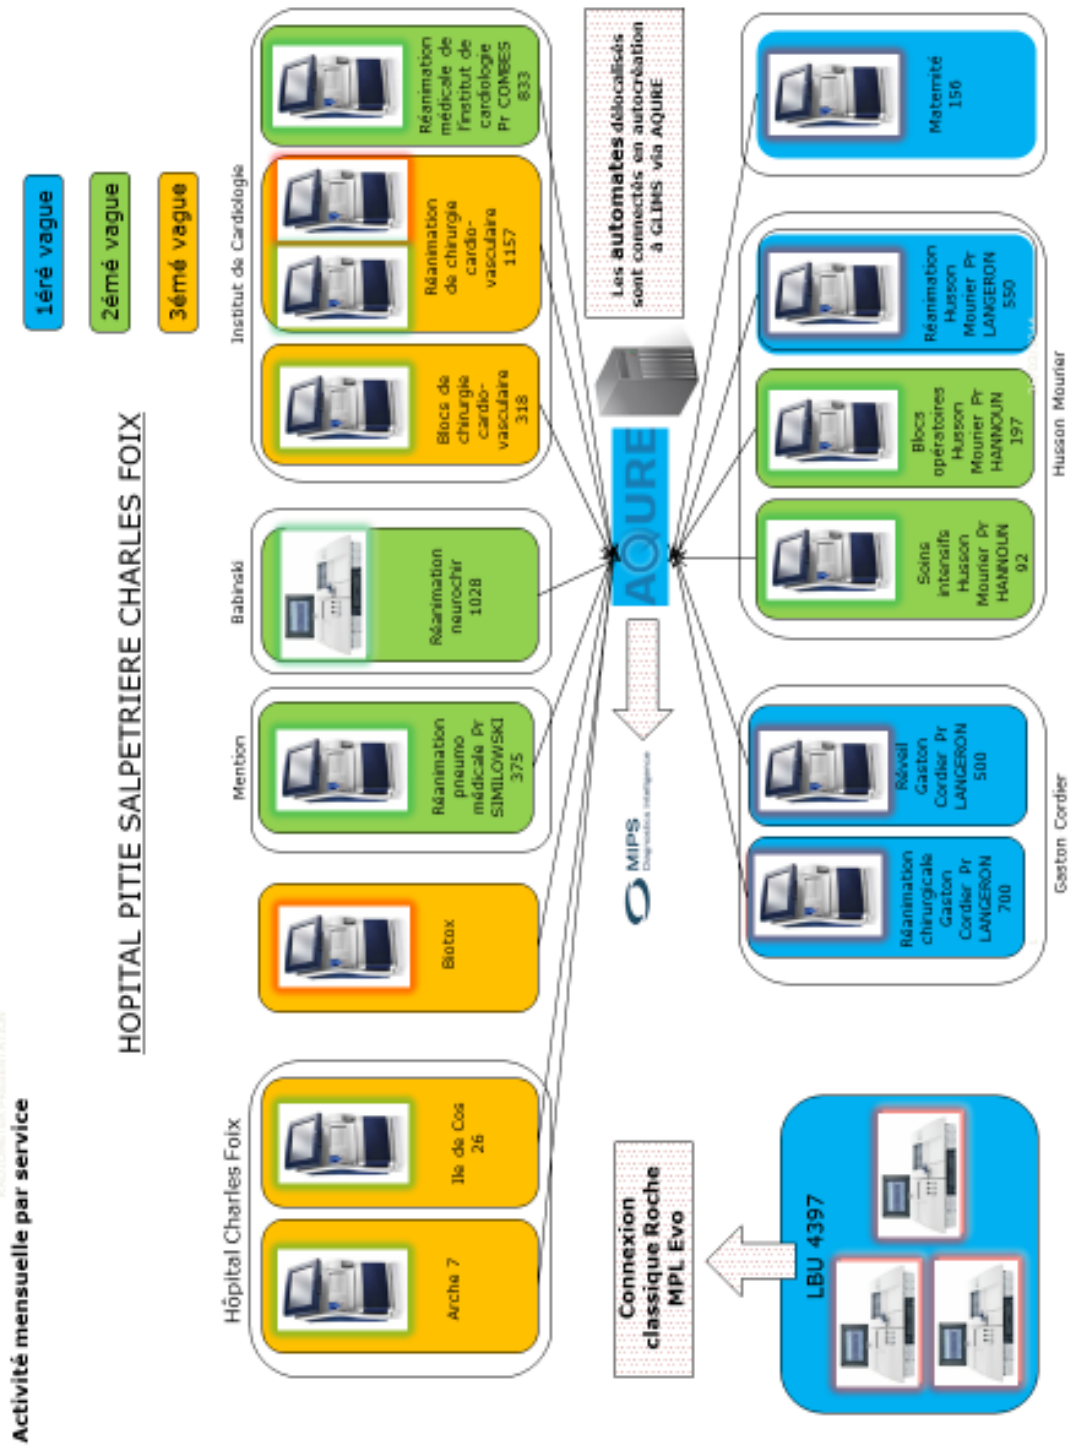 Activité mensuelle par service
HOPITAL PITIE SALPETRIERE CHARLES FOIX
1éré vague
2émé vague
3émé vague
Hôpital Charles Foix
Arche 7
Ile de Cos
26
Biotox
Mention
Réanimation
pneumo
médicale Pr
SIMILOWSKI
375
Babinski
Réanimation
neurochir
1028
Institut de Cardiologie
Blocs de
chirurgie
cardio-
vasculaire
318
Réanimation
de chirurgie
cardio-
vasculaire
1157
Réanimation
médicale de
l'institut de
cardiologie
Pr COMBES
833
Connexion
classique Roche
MPL Evo
MIPS
Diagnostics Intelligence
AQURE
Les automates délocalisés
sont connectés en autocréation
à GLIMS via AQURE
LBU 4397
Réanimation
chirurgicale
Gaston
Cordier Pr
LANGERON
700
Réveil
Gaston
Cordier Pr
LANGERON
500
Gaston Cordier
Soins
intensifs
Husson
Mourier Pr
HANNOUN
92
Blocs
opératoires
Husson
Mourier Pr
HANNOUN
197
Réanimation
Husson
Mourier Pr
LANGERON
550
Husson Mourier
Maternité
156